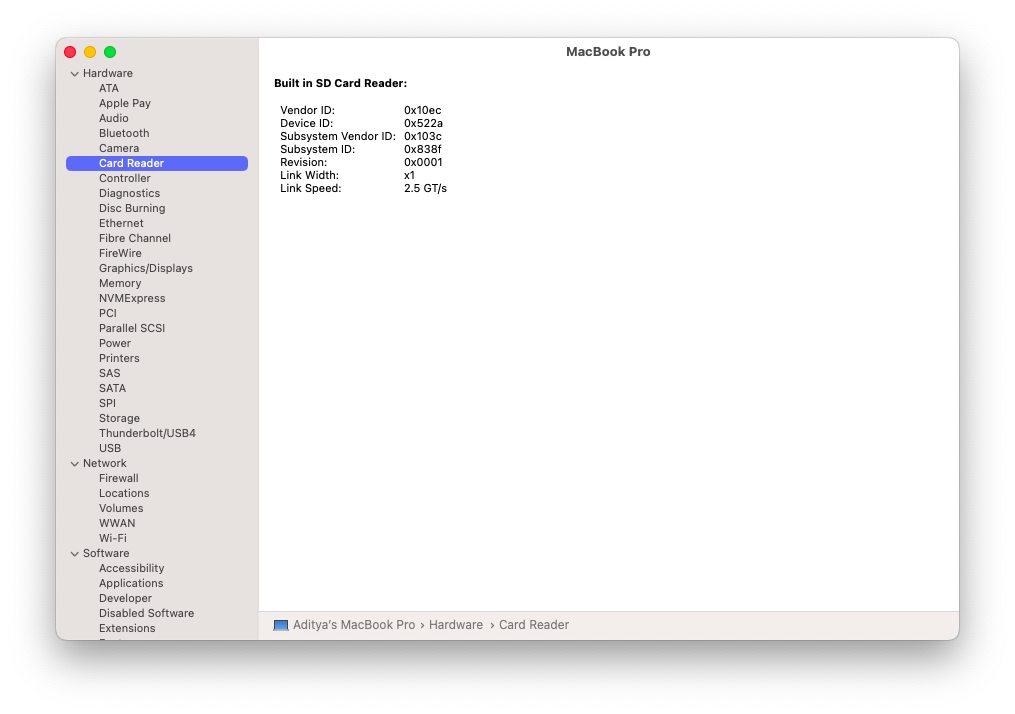 MacBook Pro
Hardware
ATA
Apple Pay
Audio
Bluetooth
Camera
Card Reader
Controller
Diagnostics
Disc Burning
Ethernet
Fibre Channel
FireWire
Graphics/Displays
Memory
NVMExpress
PCI
Parallel SCSI
Power
Printers
SAS
SATA
SPI
Storage
Thunderbolt/USB4
USB
Network
Firewall
Locations
Volumes
WWAN
Wi-Fi
Software
Accessibility
Applications
Developer
Disabled Software
Extensions
Built in SD Card Reader:
Vendor ID: 0x10ec
Device ID: 0x522a
Subsystem Vendor ID: 0x103c
Subsystem ID: 0x838f
Revision: 0x0001
Link Width: x1
Link Speed: 2.5 GT/s
Aditya's MacBook Pro › Hardware › Card Reader